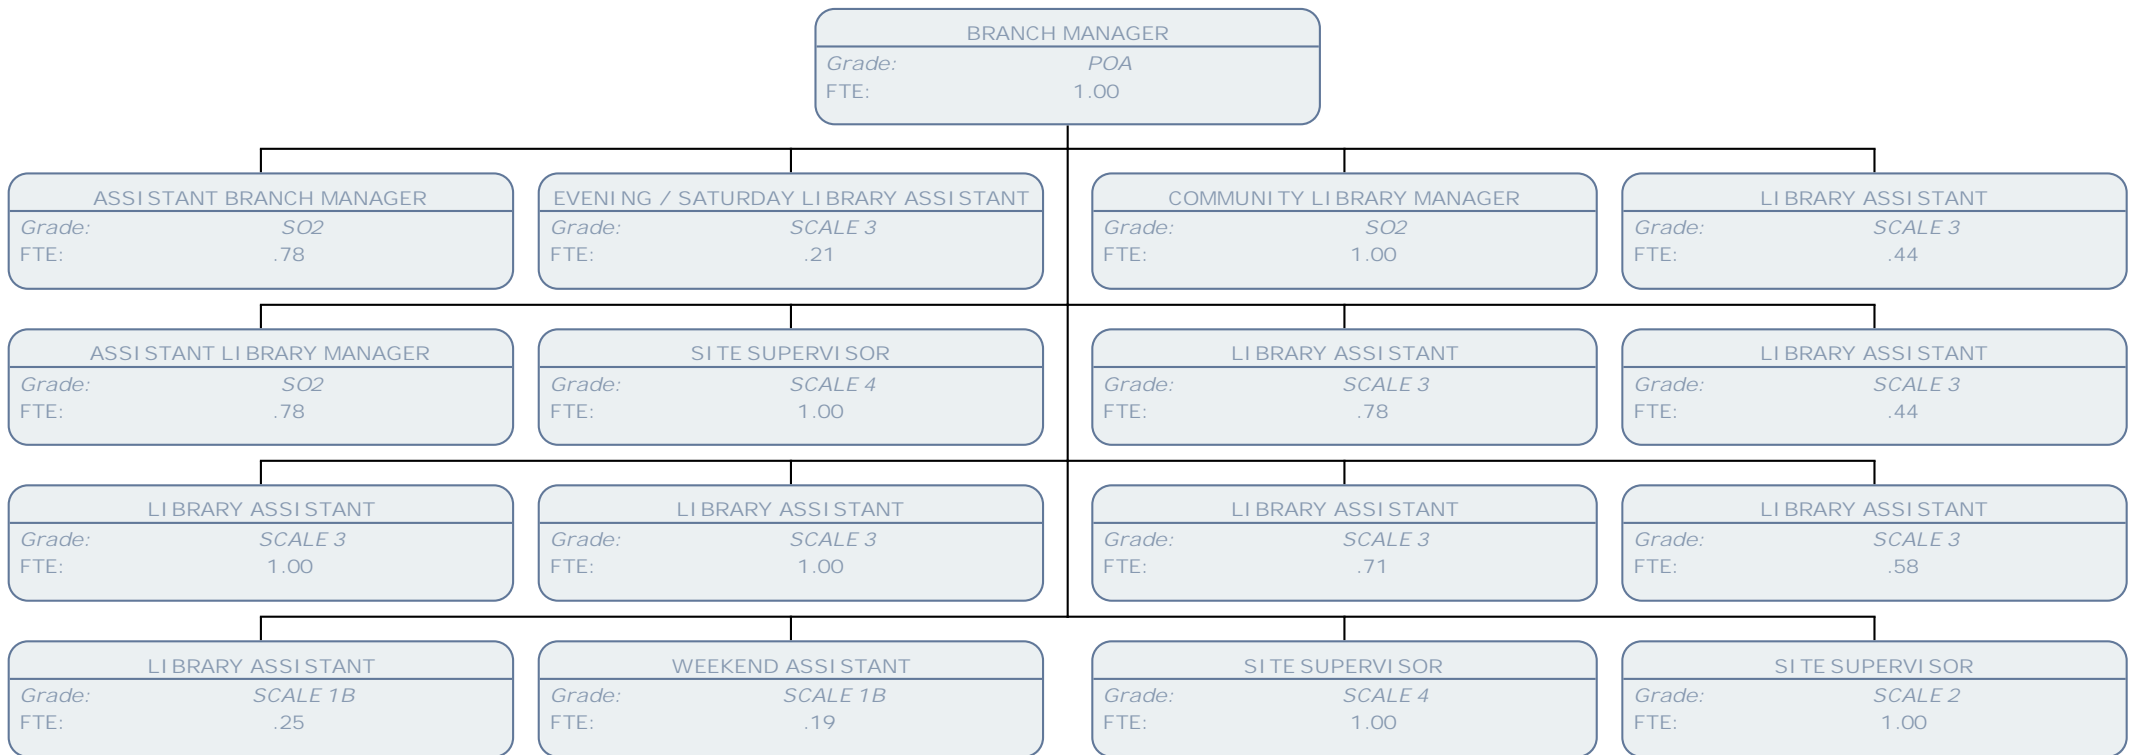 BRANCH MANAGER
Grade: POA
FTE: 1.00
ASSISTANT BRANCH MANAGER
Grade: SO2
FTE: .78
EVENING / SATURDAY LIBRARY ASSISTANT
Grade: SCALE 3
FTE: .21
COMMUNITY LIBRARY MANAGER
Grade: SO2
FTE: 1.00
LIBRARY ASSISTANT
Grade: SCALE 3
FTE: .44
ASSISTANT LIBRARY MANAGER
Grade: SO2
FTE: .78
SITE SUPERVISOR
Grade: SCALE 4
FTE: 1.00
LIBRARY ASSISTANT
Grade: SCALE 3
FTE: .78
LIBRARY ASSISTANT
Grade: SCALE 3
FTE: .44
LIBRARY ASSISTANT
Grade: SCALE 3
FTE: 1.00
LIBRARY ASSISTANT
Grade: SCALE 3
FTE: 1.00
LIBRARY ASSISTANT
Grade: SCALE 3
FTE: .71
LIBRARY ASSISTANT
Grade: SCALE 3
FTE: .58
LIBRARY ASSISTANT
Grade: SCALE 1B
FTE: .25
WEEKEND ASSISTANT
Grade: SCALE 1B
FTE: .19
SITE SUPERVISOR
Grade: SCALE 4
FTE: 1.00
SITE SUPERVISOR
Grade: SCALE 2
FTE: 1.00